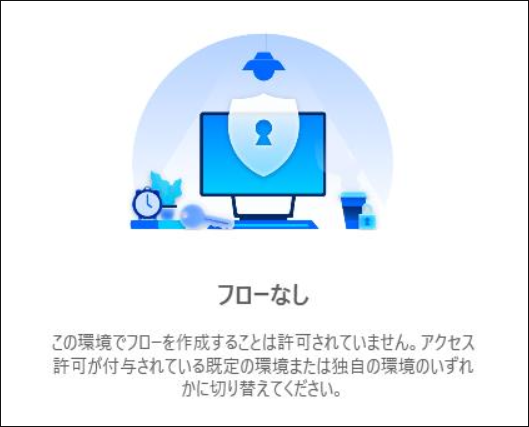 フローなし
この環境でフローを作成することは許可されていません。アクセス
許可が付与されている既定の環境または独自の環境のいずれ
かに切り替えてください。